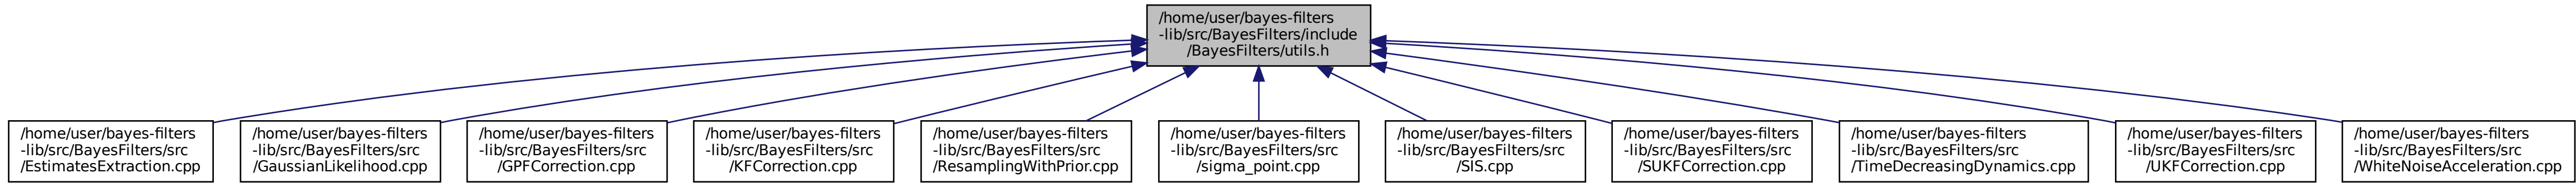 /home/user/bayes-filters
-lib/src/BayesFilters/include
/BayesFilters/utils.h
/home/user/bayes-filters
-lib/src/BayesFilters/src
/EstimatesExtraction.cpp
/home/user/bayes-filters
-lib/src/BayesFilters/src
/GaussianLikelihood.cpp
/home/user/bayes-filters
-lib/src/BayesFilters/src
/GPFCorrection.cpp
/home/user/bayes-filters
-lib/src/BayesFilters/src
/KFCorrection.cpp
/home/user/bayes-filters
-lib/src/BayesFilters/src
/ResamplingWithPrior.cpp
/home/user/bayes-filters
-lib/src/BayesFilters/src
/sigma_point.cpp
/home/user/bayes-filters
-lib/src/BayesFilters/src
/SIS.cpp
/home/user/bayes-filters
-lib/src/BayesFilters/src
/SUKFCorrection.cpp
/home/user/bayes-filters
-lib/src/BayesFilters/src
/TimeDecreasingDynamics.cpp
/home/user/bayes-filters
-lib/src/BayesFilters/src
/UKFCorrection.cpp
/home/user/bayes-filters
-lib/src/BayesFilters/src
/WhiteNoiseAcceleration.cpp